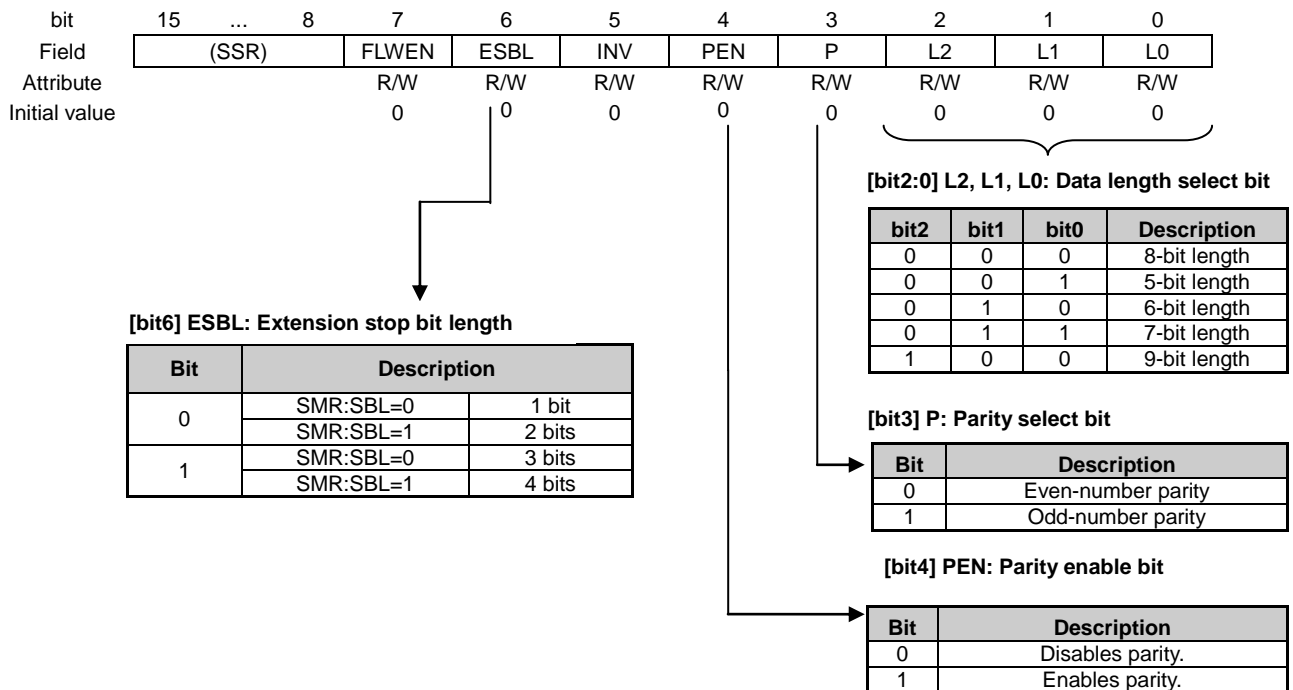 bit 15 ... 8 7 6 5 4 3 2 1 0
Field (SSR) FLWEN ESBL INV PEN P L2 L1 L0
Attribute R/W R/W R/W R/W R/W R/W R/W R/W
Initial value 0 0 0 0 0 0 0 0
[bit2:0] L2, L1, L0: Data length select bit
bit2 bit1 bit0 Description
0 0 0 8-bit length
0 0 1 5-bit length
0 1 0 6-bit length
0 1 1 7-bit length
1 0 0 9-bit length
[bit6] ESBL: Extension stop bit length
Bit Description
0 SMR:SBL=0 1 bit
SMR:SBL=1 2 bits
1 SMR:SBL=0 3 bits
SMR:SBL=1 4 bits
[bit3] P: Parity select bit
Bit Description
0 Even-number parity
1 Odd-number parity
[bit4] PEN: Parity enable bit
Bit Description
0 Disables parity.
1 Enables parity.